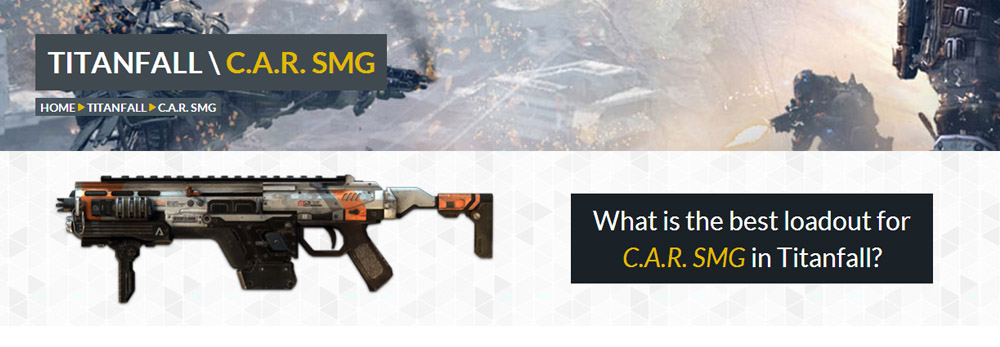 TITANFALL \ C.A.R. SMG
HOME ▶ TITANFALL ▶ C.A.R. SMG
What is the best loadout for
C.A.R. SMG in Titanfall?